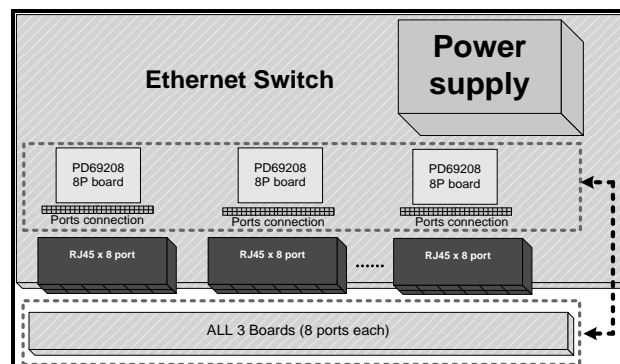 Power
supply
Ethernet Switch
PD69208
8P board
PD69208
8P board
PD69208
8P board
Ports connection
Ports connection
Ports connection
RJ45 x 8 port
RJ45 x 8 port
......
RJ45 x 8 port
ALL 3 Boards (8 ports each)